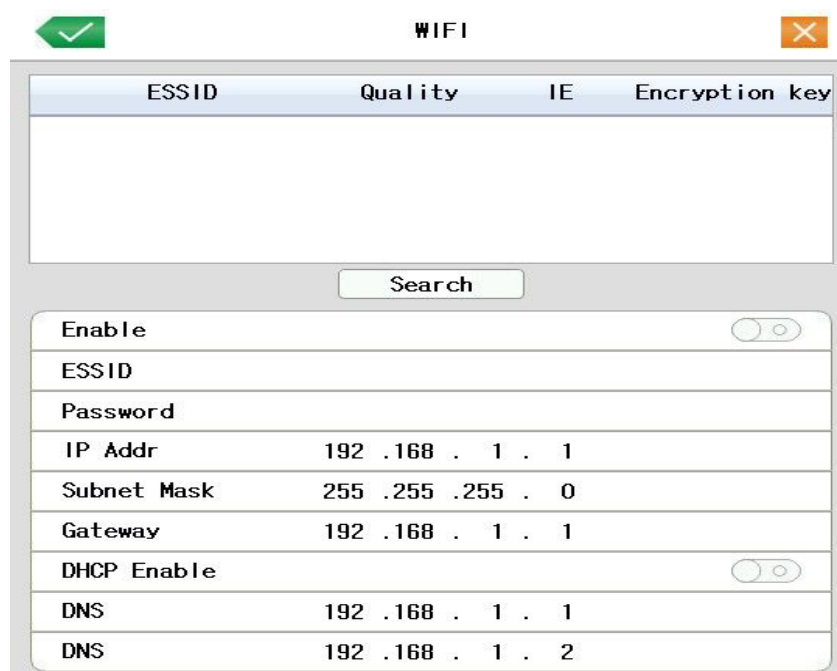 WIFI
ESSID Quality IE Encryption key
Search
Enable
ESSID
Password
IP Addr 192 .168 . 1 . 1
Subnet Mask 255 .255 .255 . 0
Gateway 192 .168 . 1 . 1
DHCP Enable
DNS 192 .168 . 1 . 1
DNS 192 .168 . 1 . 2